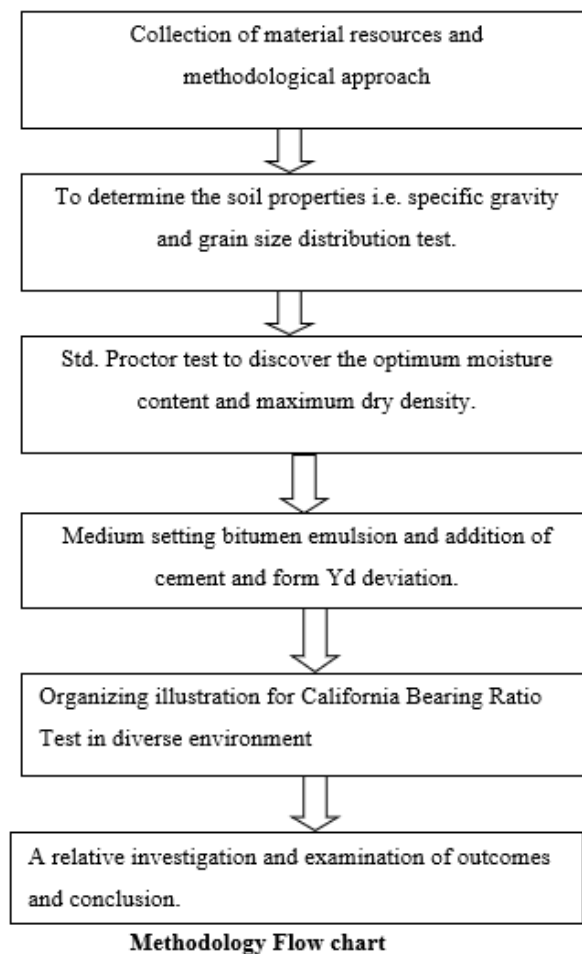 Collection of material resources and
methodological approach
To determine the soil properties i.e. specific gravity
and grain size distribution test.
Std. Proctor test to discover the optimum moisture
content and maximum dry density.
Medium setting bitumen emulsion and addition of
cement and form Yd deviation.
Organizing illustration for California Bearing Ratio
Test in diverse environment
A relative investigation and examination of outcomes
and conclusion.
Methodology Flow chart